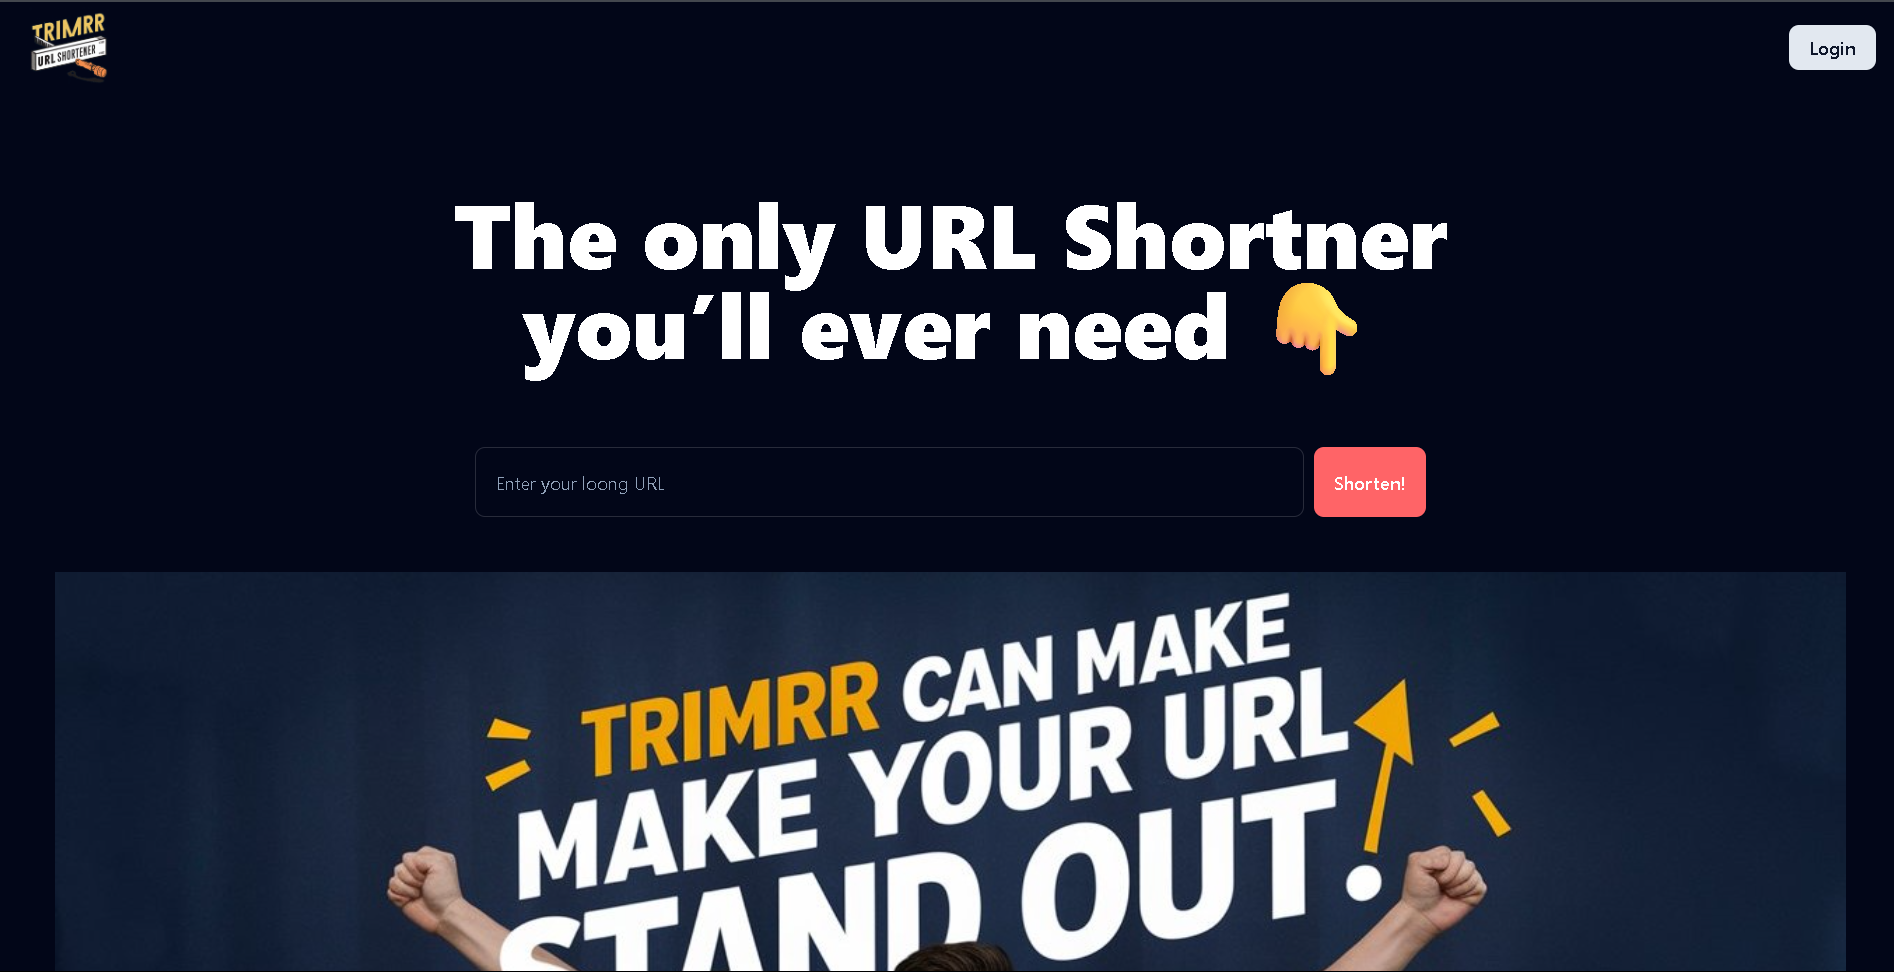 TRIMRR
URL SHORTENER
Login
The only URL Shortner
you’ll ever need 👇
Enter your loong URL
Shorten!
TRIMRR CAN MAKE
MAKE YOUR URL
STAND OUT.